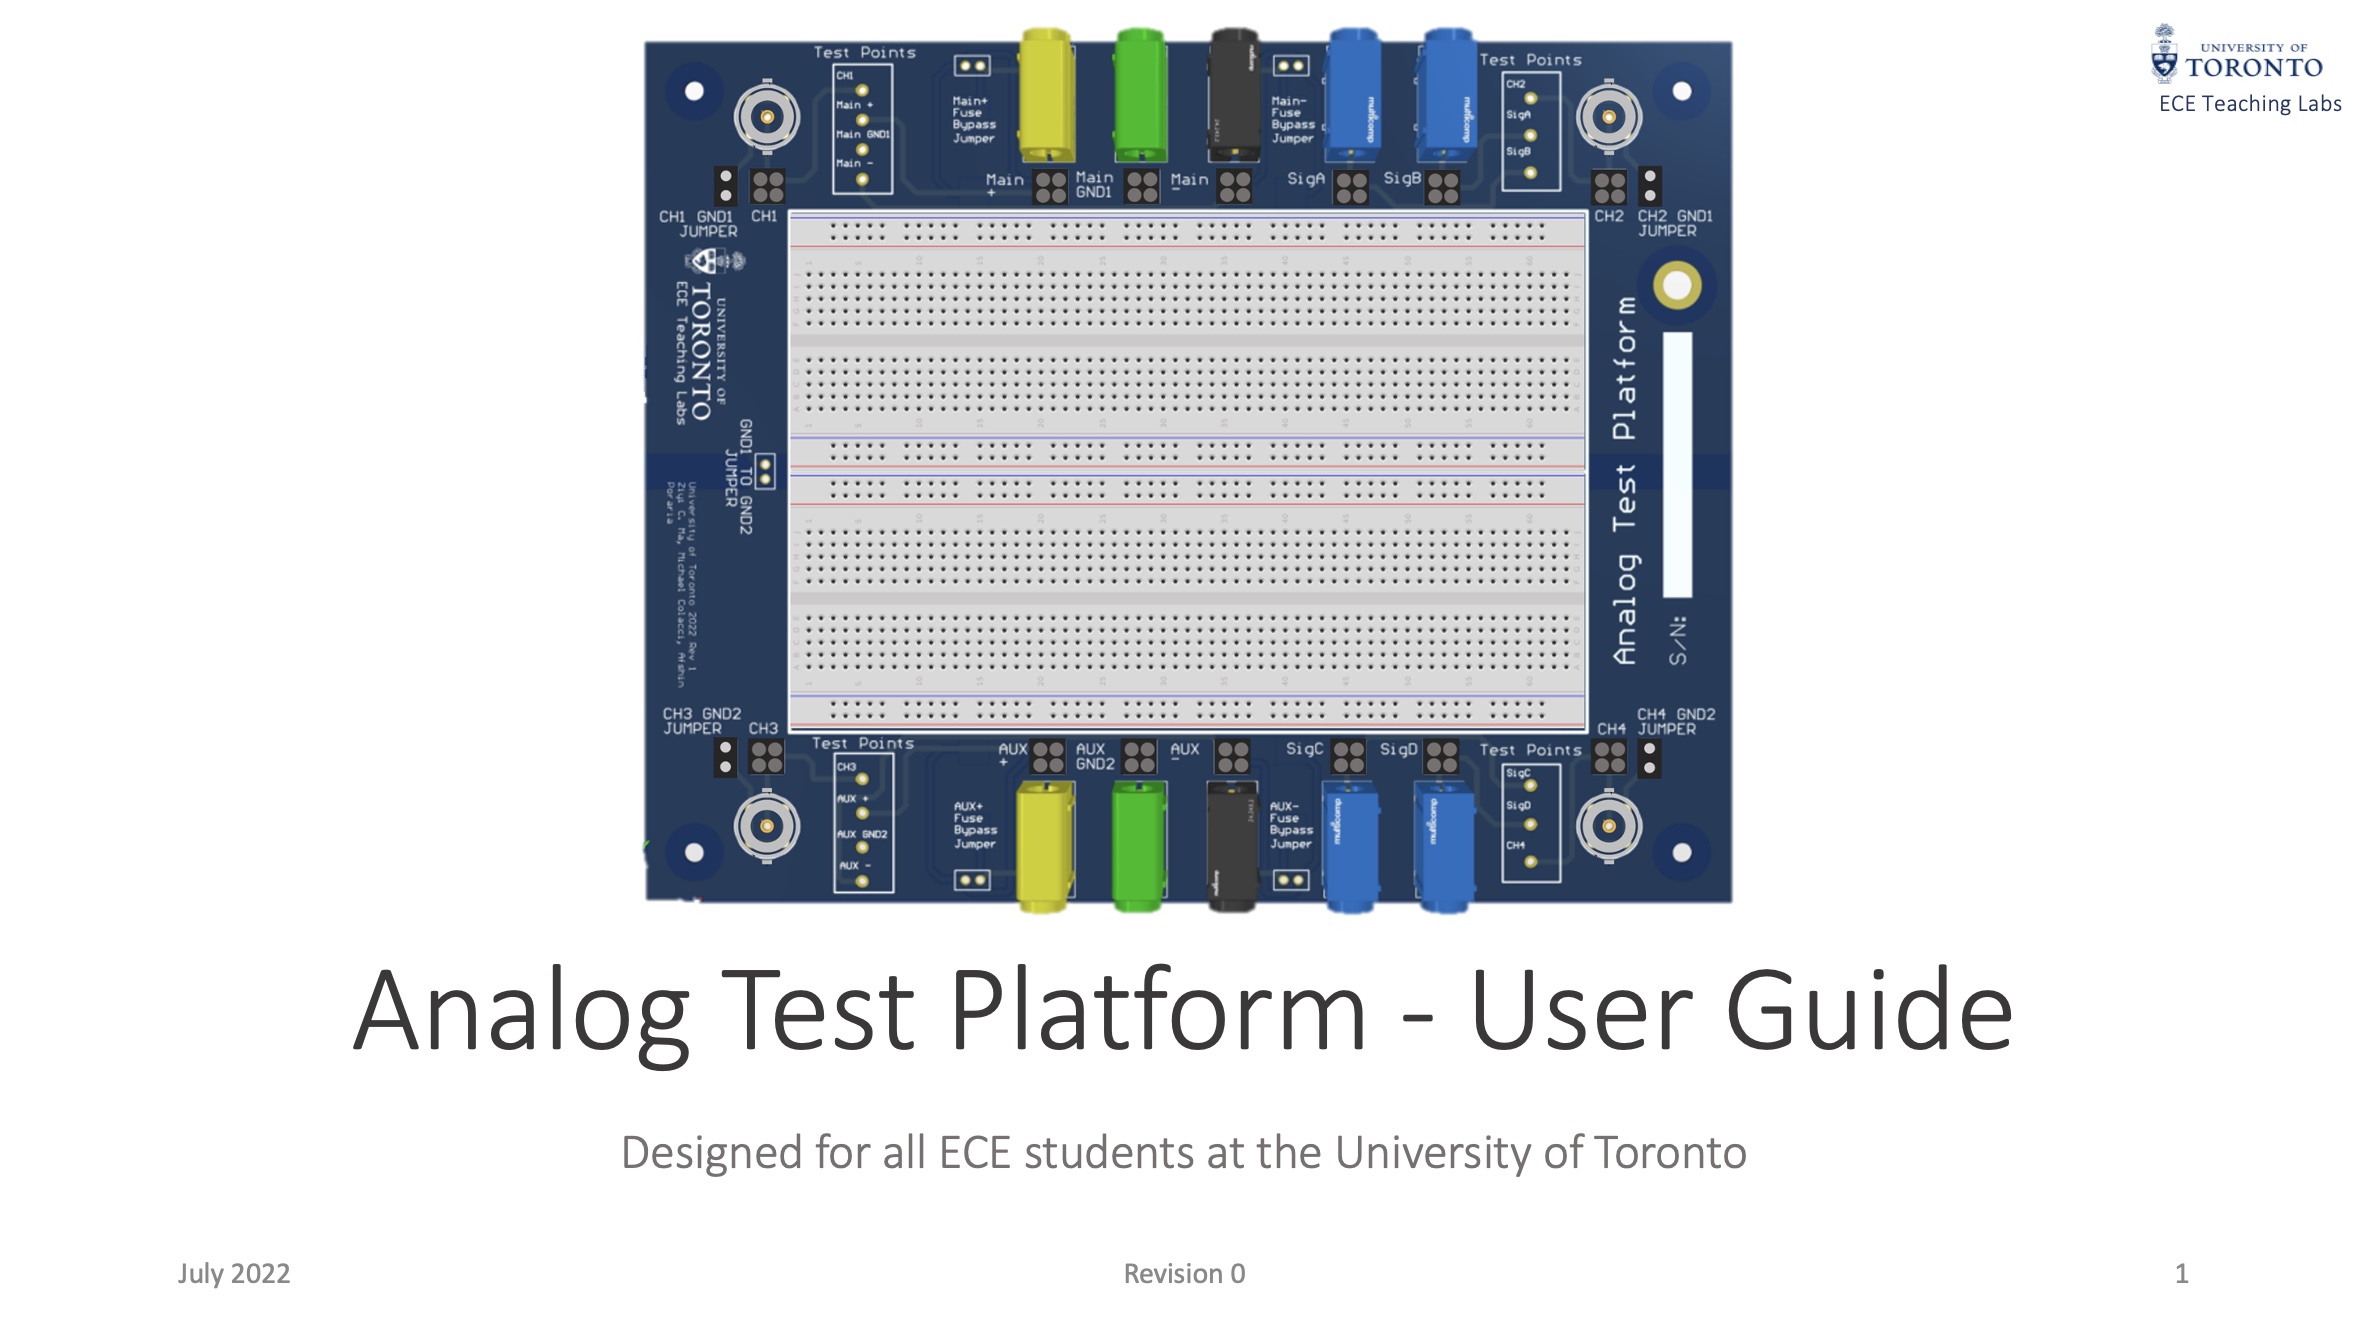 UNIVERSITY OF
TORONTO
ECE Teaching Labs
Test Points
CH1
Main +
Main GND1
Main -
Main+
Fuse
Bypass
Jumper
Main-
Fuse
Bypass
Jumper
multicomp
multicomp
Test Points
CH2
SigA
SigB
Main
+
Main
GND1
Main
-
SigA
SigB
CH1 GND1
JUMPER
CH1
CH2
CH2 GND1
JUMPER
UNIVERSITY OF
TORONTO
ECE Teaching Labs
GND1 TO GND2
JUMPER
University of Toronto 2022 Rev 1
Ziyi C. Ma, Michael Colacci, Afshin
Poraria
Analog Test Platform
S/N:
CH3 GND2
JUMPER
CH3
CH4
CH4 GND2
JUMPER
Test Points
CH3
AUX +
AUX GND2
AUX -
AUX
+
AUX
GND2
AUX
-
SigC
SigD
AUX+
Fuse
Bypass
Jumper
AUX-
Fuse
Bypass
Jumper
multicomp
multicomp
Test Points
SigC
SigD
CH4
Analog Test Platform - User Guide
Designed for all ECE students at the University of Toronto
July 2022
Revision 0
1